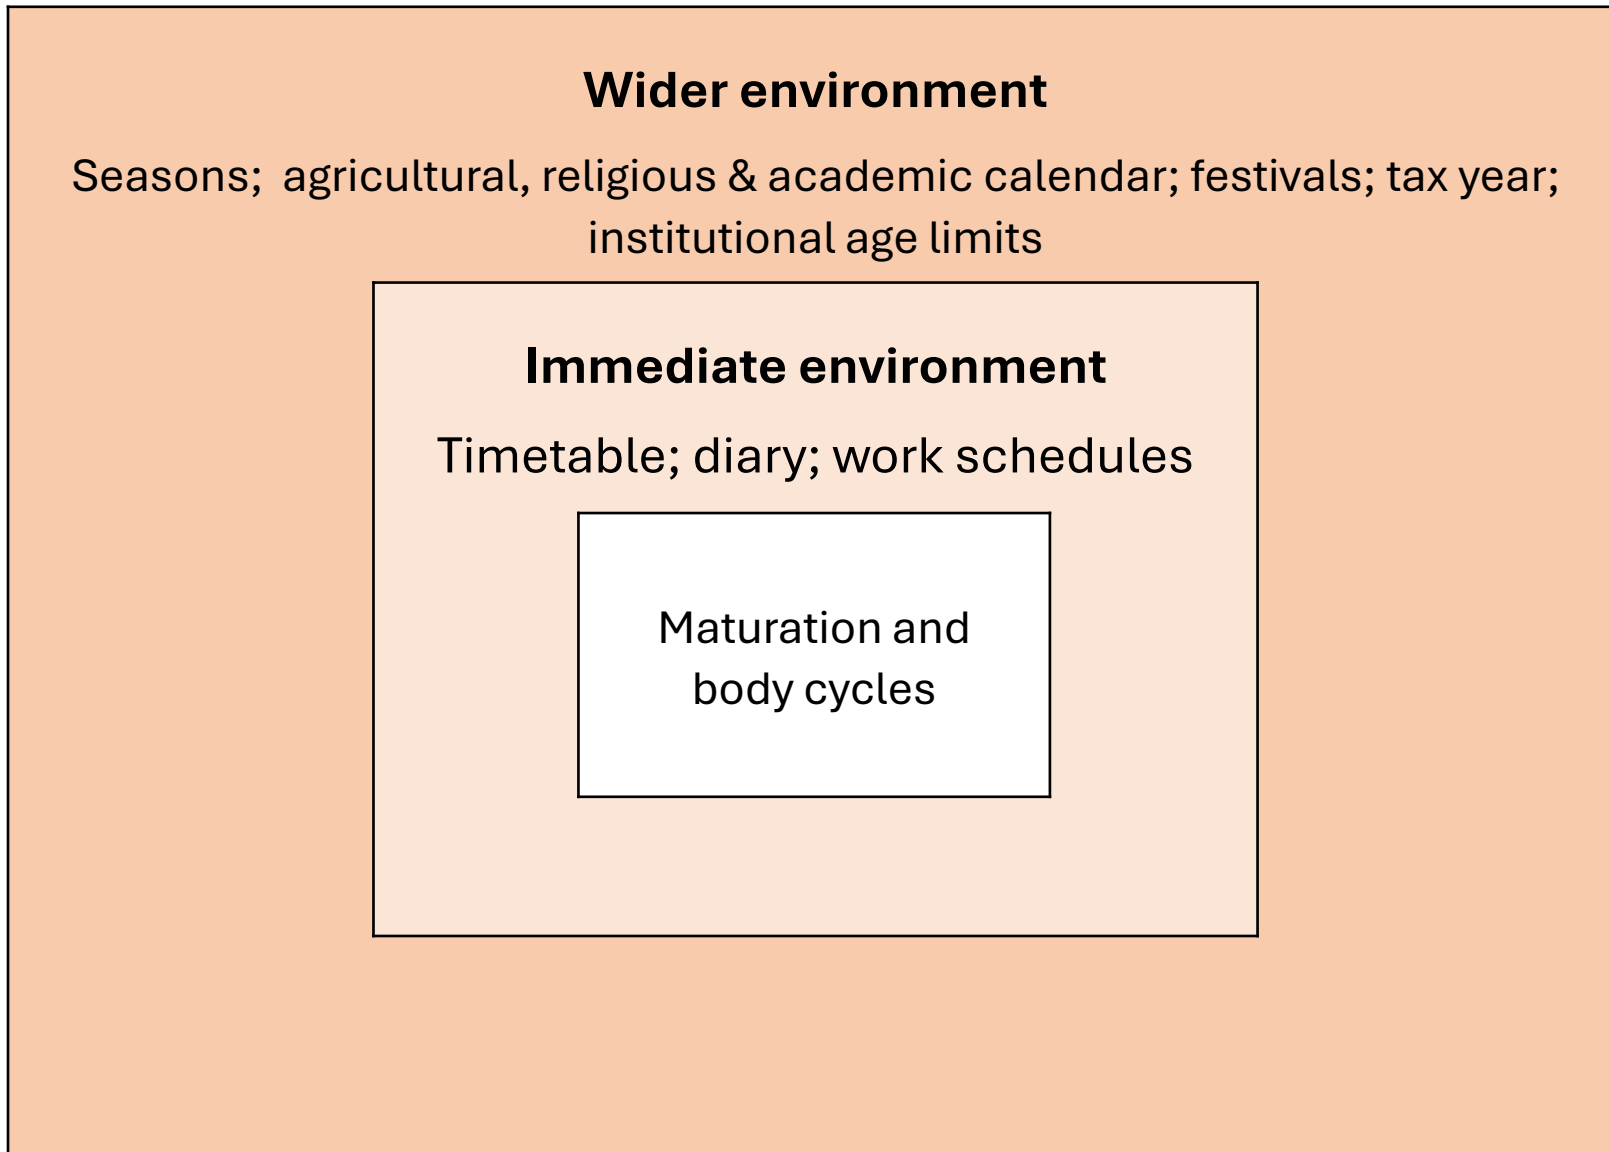 Wider environment
Seasons;  agricultural, religious & academic calendar; festivals; tax year;
institutional age limits
Immediate environment
Timetable; diary; work schedules
Maturation and
body cycles